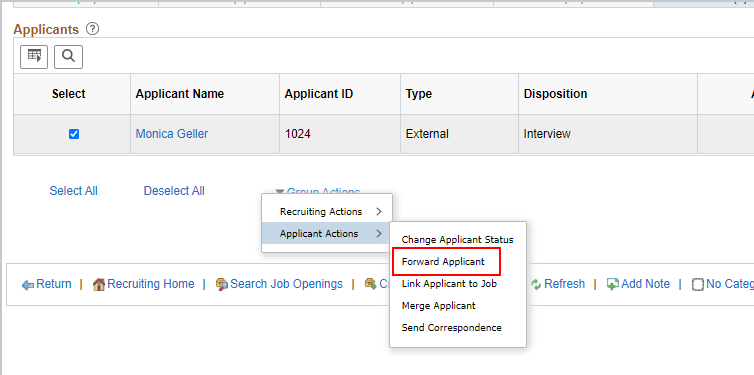 Applicants
Select Applicant Name Applicant ID Type Disposition
Monica Geller 1024 External Interview
Select All Deselect All Group Actions
Recruiting Actions
Applicant Actions
Change Applicant Status
Forward Applicant
Link Applicant to Job
Merge Applicant
Send Correspondence
Return | Recruiting Home | Search Job Openings | Refresh | Add Note | No Categ